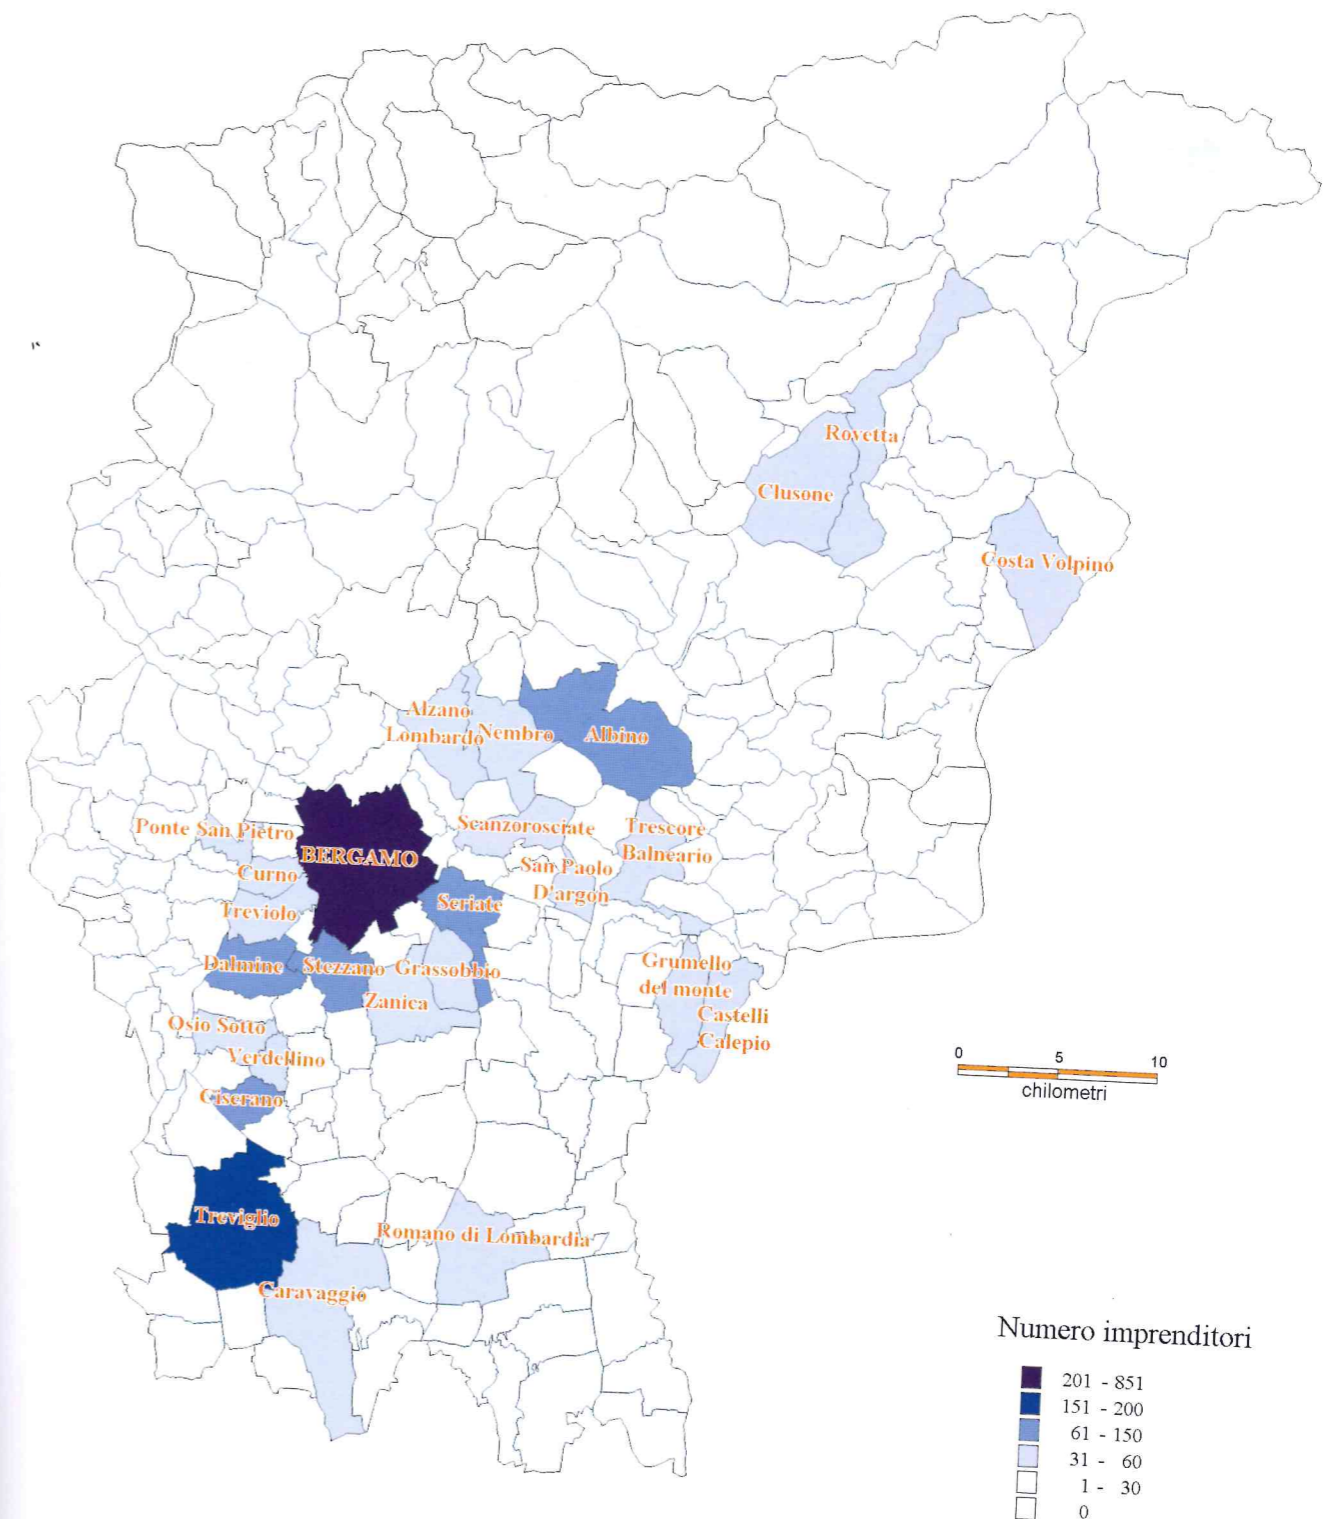 Rovetta
Clusone
Costa Volpino
Alzano
Lombardo
Nembro
Albino
Ponte San Pietro
Scanzorosciate
Trescore
Balneario
BERGAMO
San Paolo
D'argon
Curno
Treviolo
Seriate
Dalmine
Stezzano
Grassobbio
Grumello
del monte
Zanica
Castelli
Calepio
Osio Sotto
Verdellino
Ciserano
0 5 10
chilometri
Treviglio
Romano di Lombardia
Caravaggio
Numero imprenditori
201 - 851
151 - 200
61 - 150
31 - 60
1 - 30
0